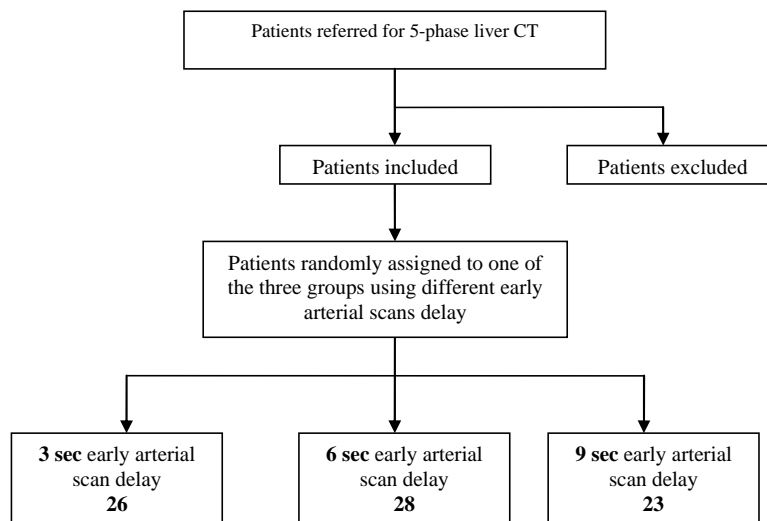 Patients referred for 5-phase liver CT
Patients included
Patients excluded
Patients randomly assigned to one of
the three groups using different early
arterial scans delay
3 sec early arterial
scan delay
26
6 sec early arterial
scan delay
28
9 sec early arterial
scan delay
23